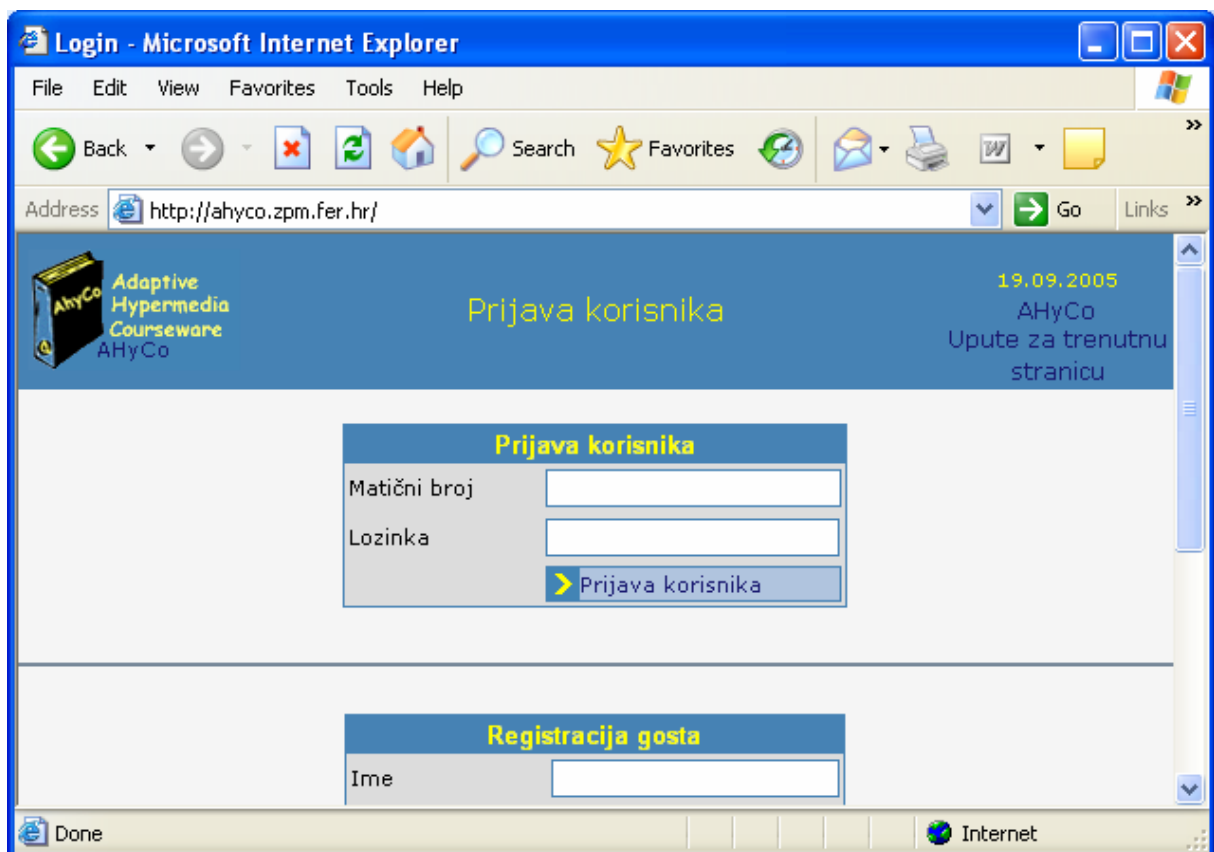 Login - Microsoft Internet Explorer
File Edit View Favorites Tools Help
Back Search Favorites W »
Address http://ahyco.zpm.fer.hr/ Go Links »
AhyCo
Adaptive
Hypermedia
Courseware
AHyCo
Prijava korisnika
19.09.2005
AHyCo
Upute za trenutnu
stranicu
Prijava korisnika
Matični broj
Lozinka
Prijava korisnika
Registracija gosta
Ime
Done Internet